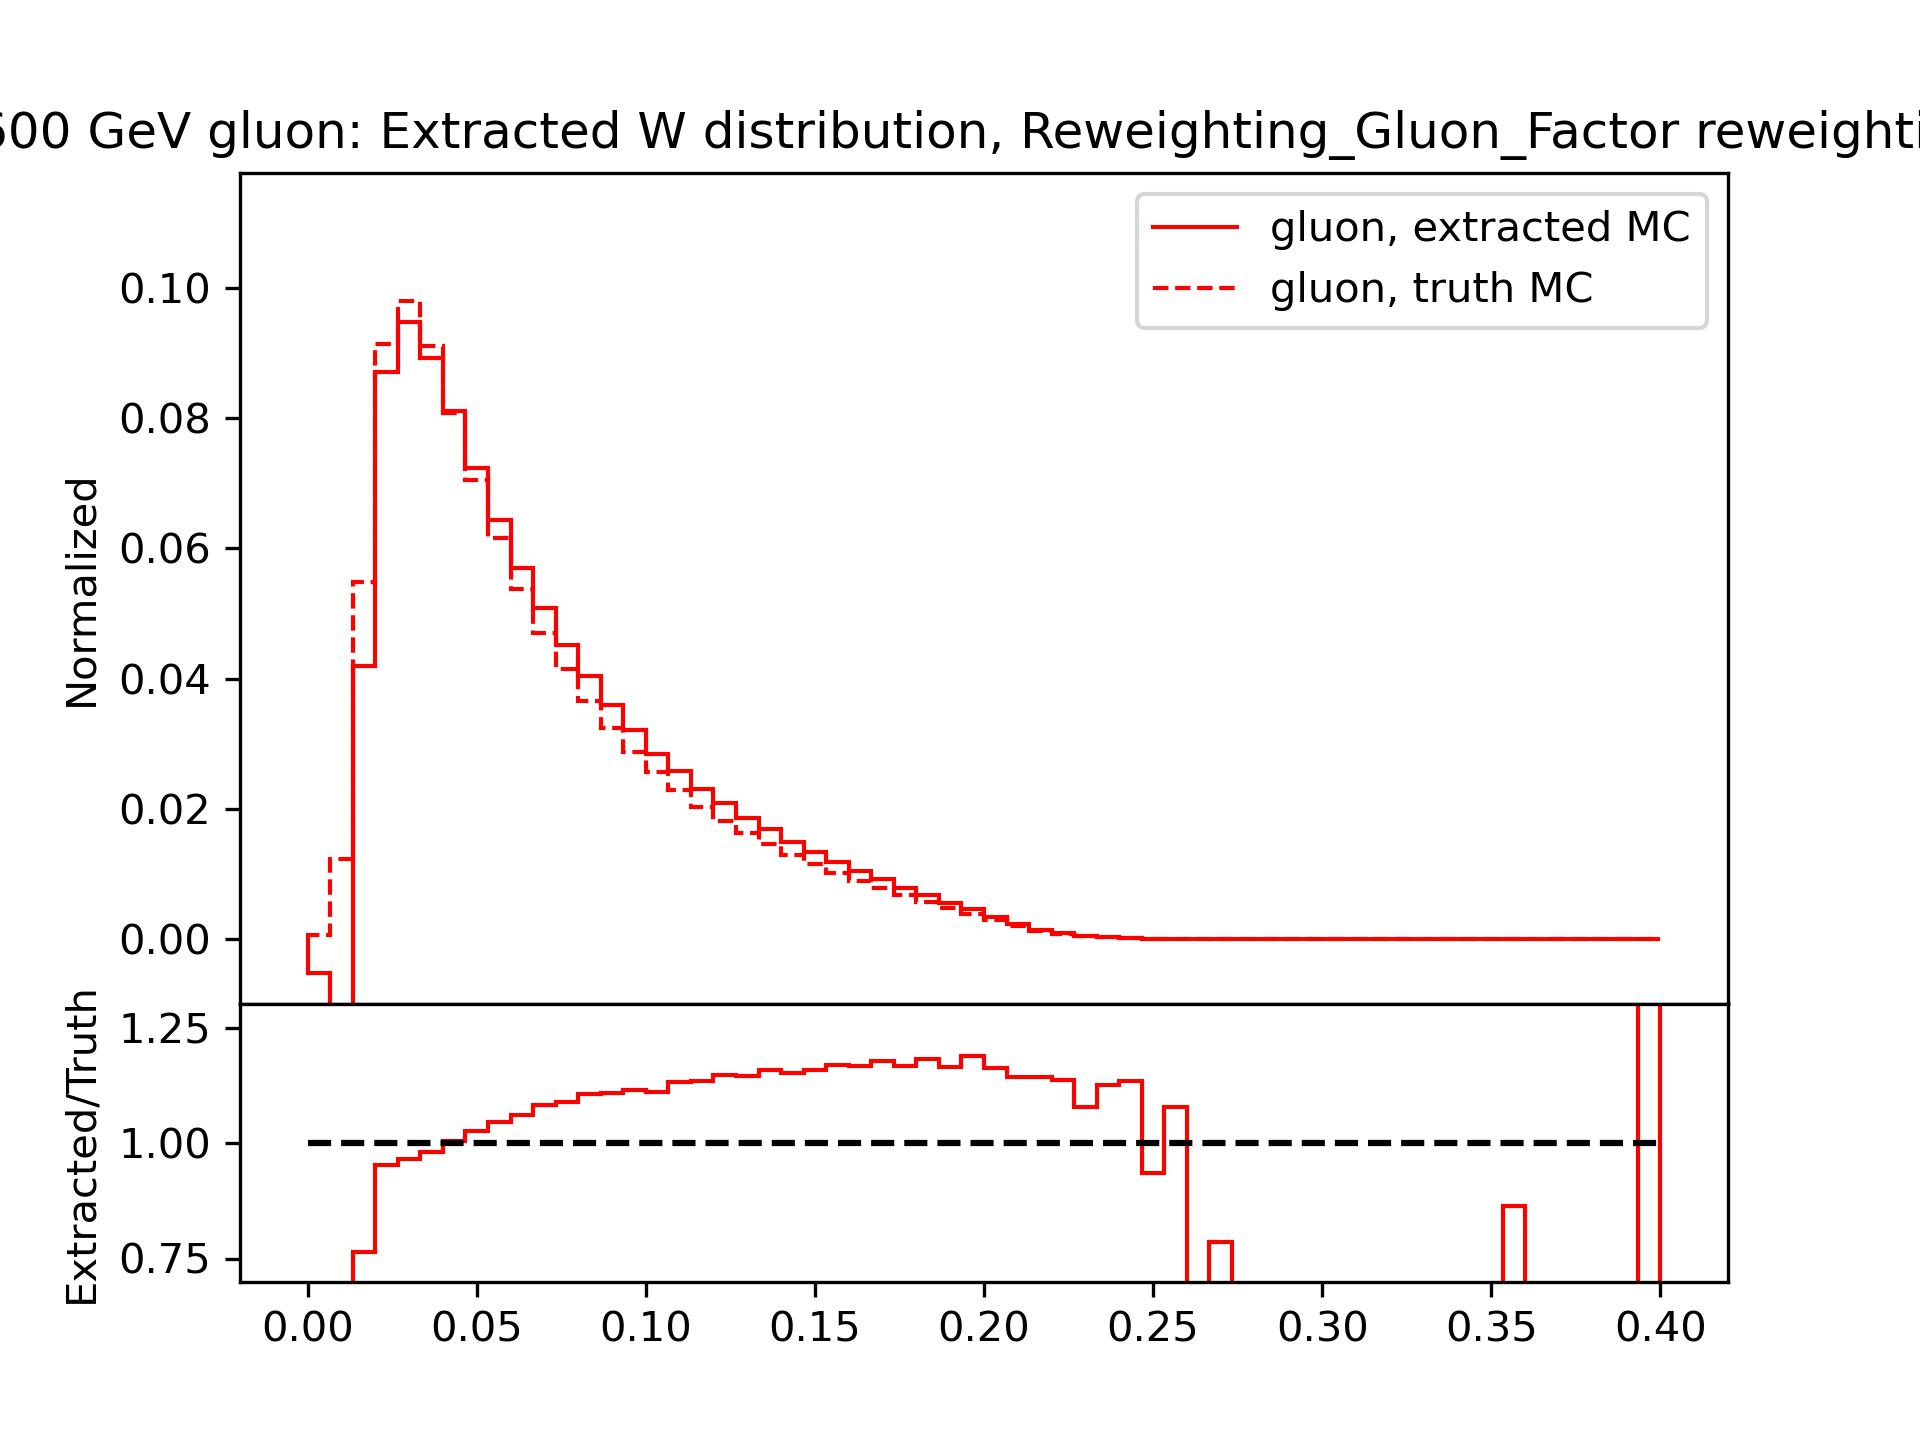 600 GeV gluon: Extracted W distribution, Reweighting_Gluon_Factor
gluon, extracted MC
gluon, truth MC
Normalized
0.10
0.08
0.06
0.04
0.02
0.00
Extracted/Truth
1.25
1.00
0.75
0.00 0.05 0.10 0.15 0.20 0.25 0.30 0.35 0.40